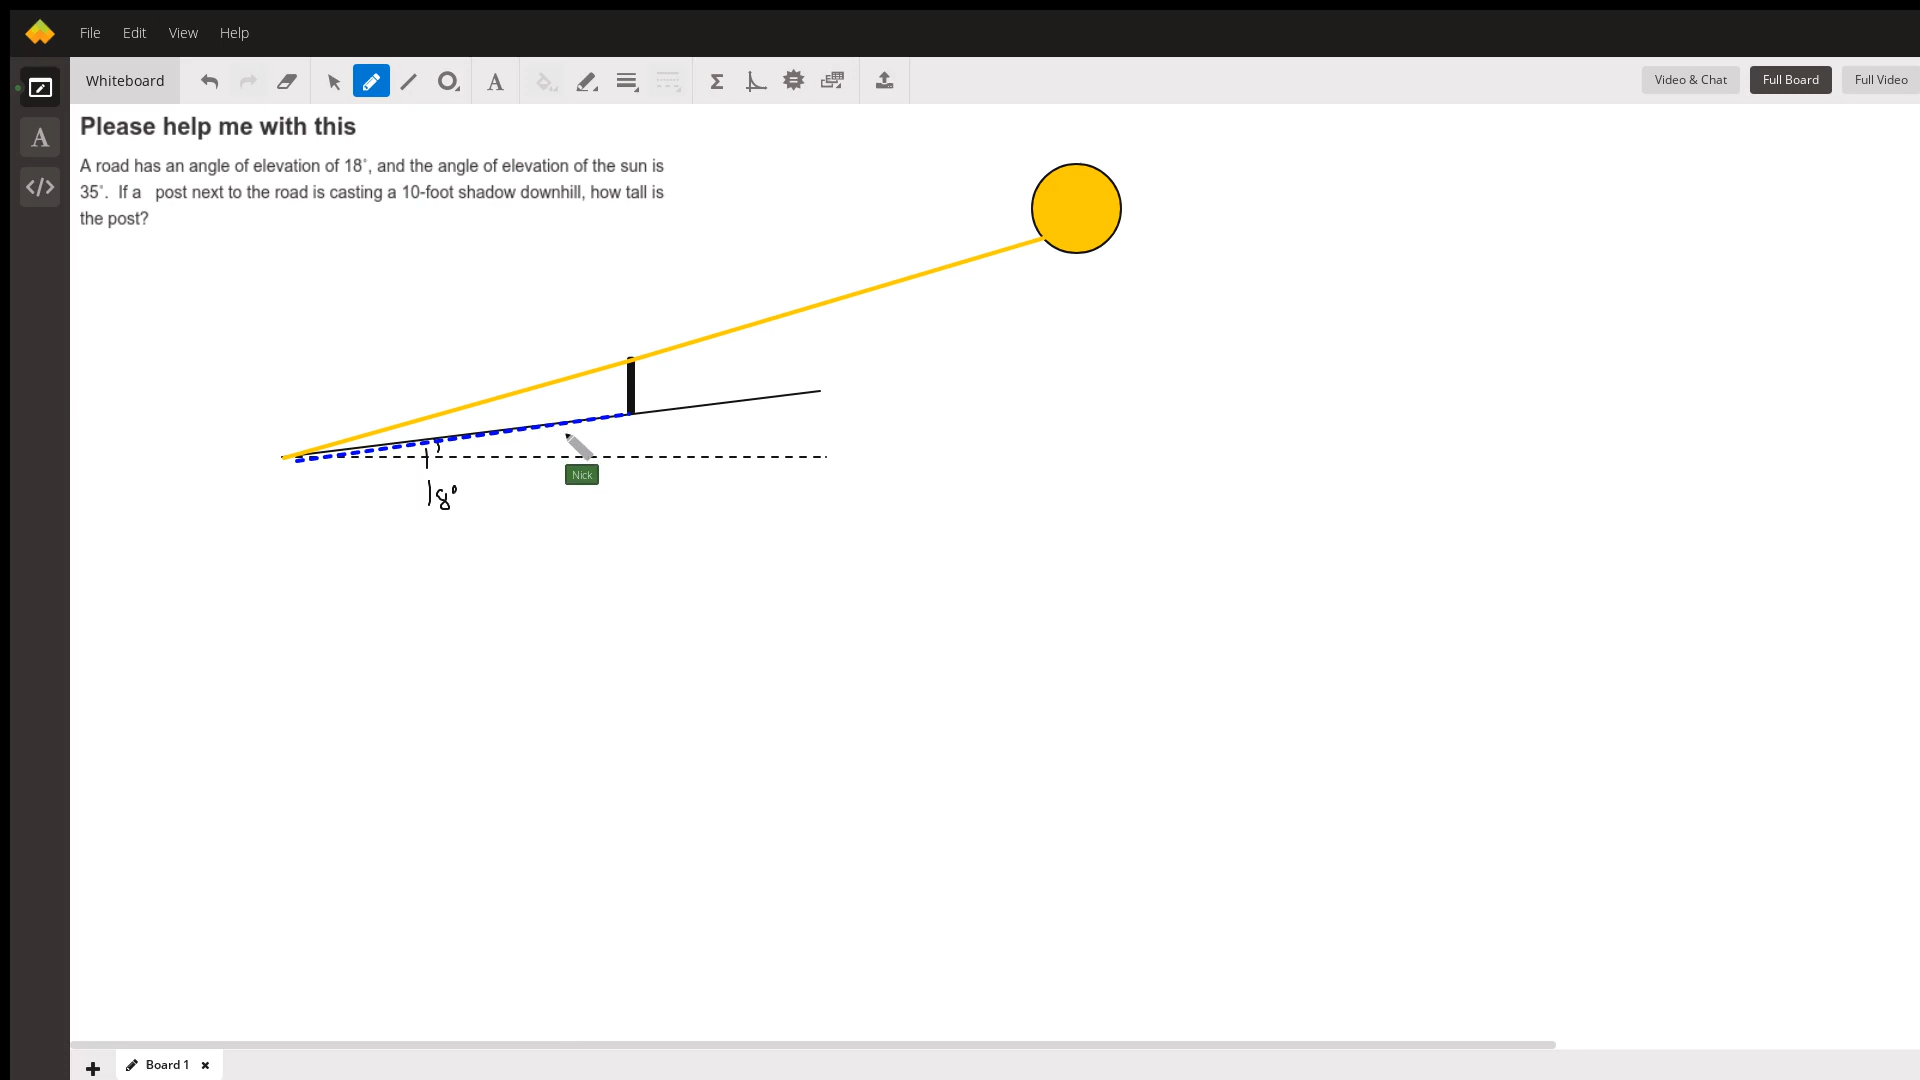 File Edit View Help
Whiteboard A Σ Video & Chat Full Board Full Video
A
</>
Please help me with this
A road has an angle of elevation of 18°, and the angle of elevation of the sun is
35°. If a post next to the road is casting a 10-foot shadow downhill, how tall is
the post?
Nick
18°
+ Board 1 ×